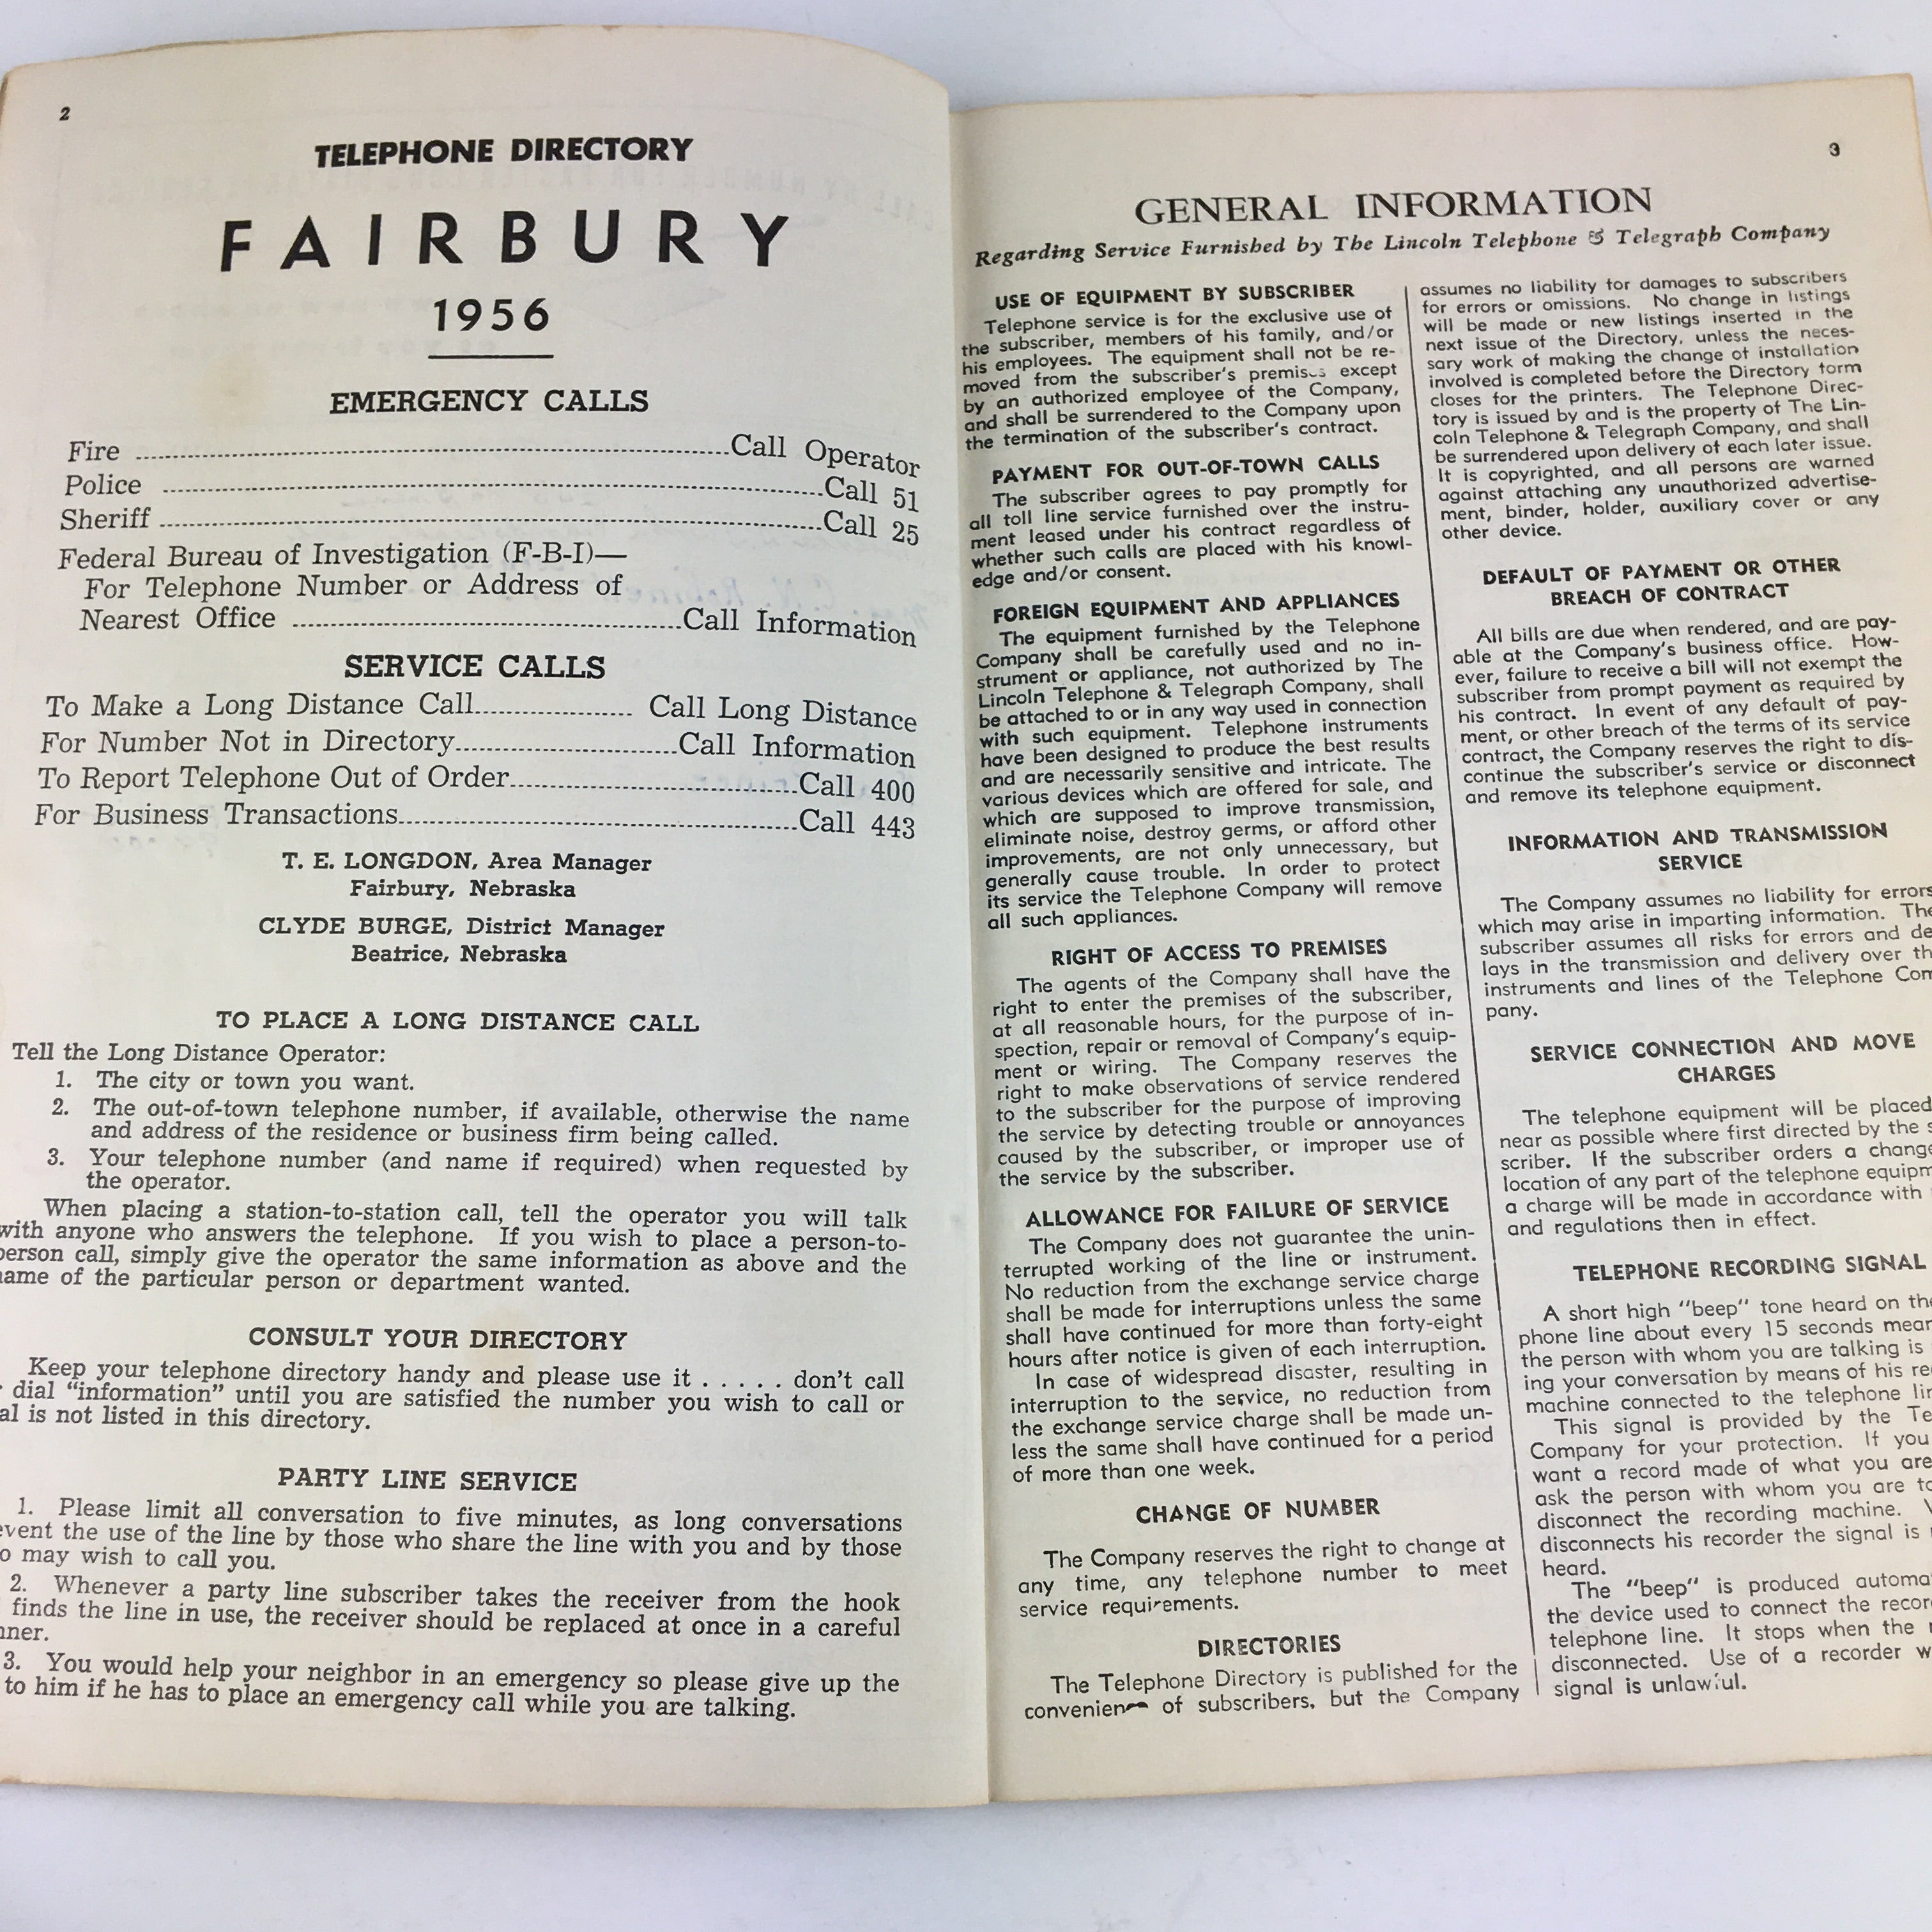 2
TELEPHONE DIRECTORY
FAIRBURY
1956
EMERGENCY CALLS
Fire ........ Call Operator
Police ........ Call 51
Sheriff ........ Call 25
Federal Bureau of Investigation (F-B-I)—
For Telephone Number or Address of
Nearest Office ........ Call Information
SERVICE CALLS
To Make a Long Distance Call........ Call Long Distance
For Number Not in Directory........Call Information
To Report Telephone Out of Order........Call 400
For Business Transactions........Call 443
T. E. LONGDON, Area Manager
Fairbury, Nebraska
CLYDE BURGE, District Manager
Beatrice, Nebraska
TO PLACE A LONG DISTANCE CALL
Tell the Long Distance Operator:
1. The city or town you want.
2. The out-of-town telephone number, if available, otherwise the name
and address of the residence or business firm being called.
3. Your telephone number (and name if required) when requested by
the operator.
When placing a station-to-station call, tell the operator you will talk
with anyone who answers the telephone. If you wish to place a person-to-
person call, simply give the operator the same information as above and the
name of the particular person or department wanted.
CONSULT YOUR DIRECTORY
Keep your telephone directory handy and please use it . . . . . don't call
dial "information" until you are satisfied the number you wish to call or
al is not listed in this directory.
PARTY LINE SERVICE
1. Please limit all conversation to five minutes, as long conversations
event the use of the line by those who share the line with you and by those
o may wish to call you.
2. Whenever a party line subscriber takes the receiver from the hook
finds the line in use, the receiver should be replaced at once in a careful
nner.
3. You would help your neighbor in an emergency so please give up the
to him if he has to place an emergency call while you are talking.
3
GENERAL INFORMATION
Regarding Service Furnished by The Lincoln Telephone & Telegraph Company
USE OF EQUIPMENT BY SUBSCRIBER
Telephone service is for the exclusive use of
the subscriber, members of his family, and/or
his employees. The equipment shall not be re-
moved from the subscriber's premises except
by an authorized employee of the Company,
and shall be surrendered to the Company upon
the termination of the subscriber's contract.
PAYMENT FOR OUT-OF-TOWN CALLS
The subscriber agrees to pay promptly for
all toll line service furnished over the instru-
ment leased under his contract regardless of
whether such calls are placed with his knowl-
edge and/or consent.
FOREIGN EQUIPMENT AND APPLIANCES
The equipment furnished by the Telephone
Company shall be carefully used and no in-
strument or appliance, not authorized by The
Lincoln Telephone & Telegraph Company, shall
be attached to or in any way used in connection
with such equipment. Telephone instruments
have been designed to produce the best results
and are necessarily sensitive and intricate. The
various devices which are offered for sale, and
which are supposed to improve transmission,
eliminate noise, destroy germs, or afford other
improvements, are not only unnecessary, but
generally cause trouble. In order to protect
its service the Telephone Company will remove
all such appliances.
RIGHT OF ACCESS TO PREMISES
The agents of the Company shall have the
right to enter the premises of the subscriber,
at all reasonable hours, for the purpose of in-
spection, repair or removal of Company's equip-
ment or wiring. The Company reserves the
right to make observations of service rendered
to the subscriber for the purpose of improving
the service by detecting trouble or annoyances
caused by the subscriber, or improper use of
the service by the subscriber.
ALLOWANCE FOR FAILURE OF SERVICE
The Company does not guarantee the unin-
terrupted working of the line or instrument.
No reduction from the exchange service charge
shall be made for interruptions unless the same
shall have continued for more than forty-eight
hours after notice is given of each interruption.
In case of widespread disaster, resulting in
interruption to the service, no reduction from
the exchange service charge shall be made un-
less the same shall have continued for a period
of more than one week.
CHANGE OF NUMBER
The Company reserves the right to change at
any time, any telephone number to meet
service requirements.
DIRECTORIES
The Telephone Directory is published for the
convenience of subscribers, but the Company
assumes no liability for damages to subscribers
for errors or omissions. No change in listings
will be made or new listings inserted in the
next issue of the Directory, unless the neces-
sary work of making the change of installation
involved is completed before the Directory form
closes for the printers. The Telephone Direc-
tory is issued by and is the property of The Lin-
coln Telephone & Telegraph Company, and shall
be surrendered upon delivery of each later issue.
It is copyrighted, and all persons are warned
against attaching any unauthorized advertise-
ment, binder, holder, auxiliary cover or any
other device.
DEFAULT OF PAYMENT OR OTHER
BREACH OF CONTRACT
All bills are due when rendered, and are pay-
able at the Company's business office. How-
ever, failure to receive a bill will not exempt the
subscriber from prompt payment as required by
his contract. In event of any default of pay-
ment, or other breach of the terms of its service
contract, the Company reserves the right to dis-
continue the subscriber's service or disconnect
and remove its telephone equipment.
INFORMATION AND TRANSMISSION
SERVICE
The Company assumes no liability for errors
which may arise in imparting information. The
subscriber assumes all risks for errors and de
lays in the transmission and delivery over th
instruments and lines of the Telephone Com
pany.
SERVICE CONNECTION AND MOVE
CHARGES
The telephone equipment will be placed
near as possible where first directed by the s
scriber. If the subscriber orders a change
location of any part of the telephone equipm
a charge will be made in accordance with
and regulations then in effect.
TELEPHONE RECORDING SIGNAL
A short high "beep" tone heard on the
phone line about every 15 seconds mean
the person with whom you are talking is
ing your conversation by means of his re
machine connected to the telephone lin
This signal is provided by the Te
Company for your protection. If you
want a record made of what you are
ask the person with whom you are ta
disconnect the recording machine.
disconnects his recorder the signal is
heard.
The "beep" is produced automa
the device used to connect the recor
telephone line. It stops when the
disconnected. Use of a recorder w
signal is unlawful.